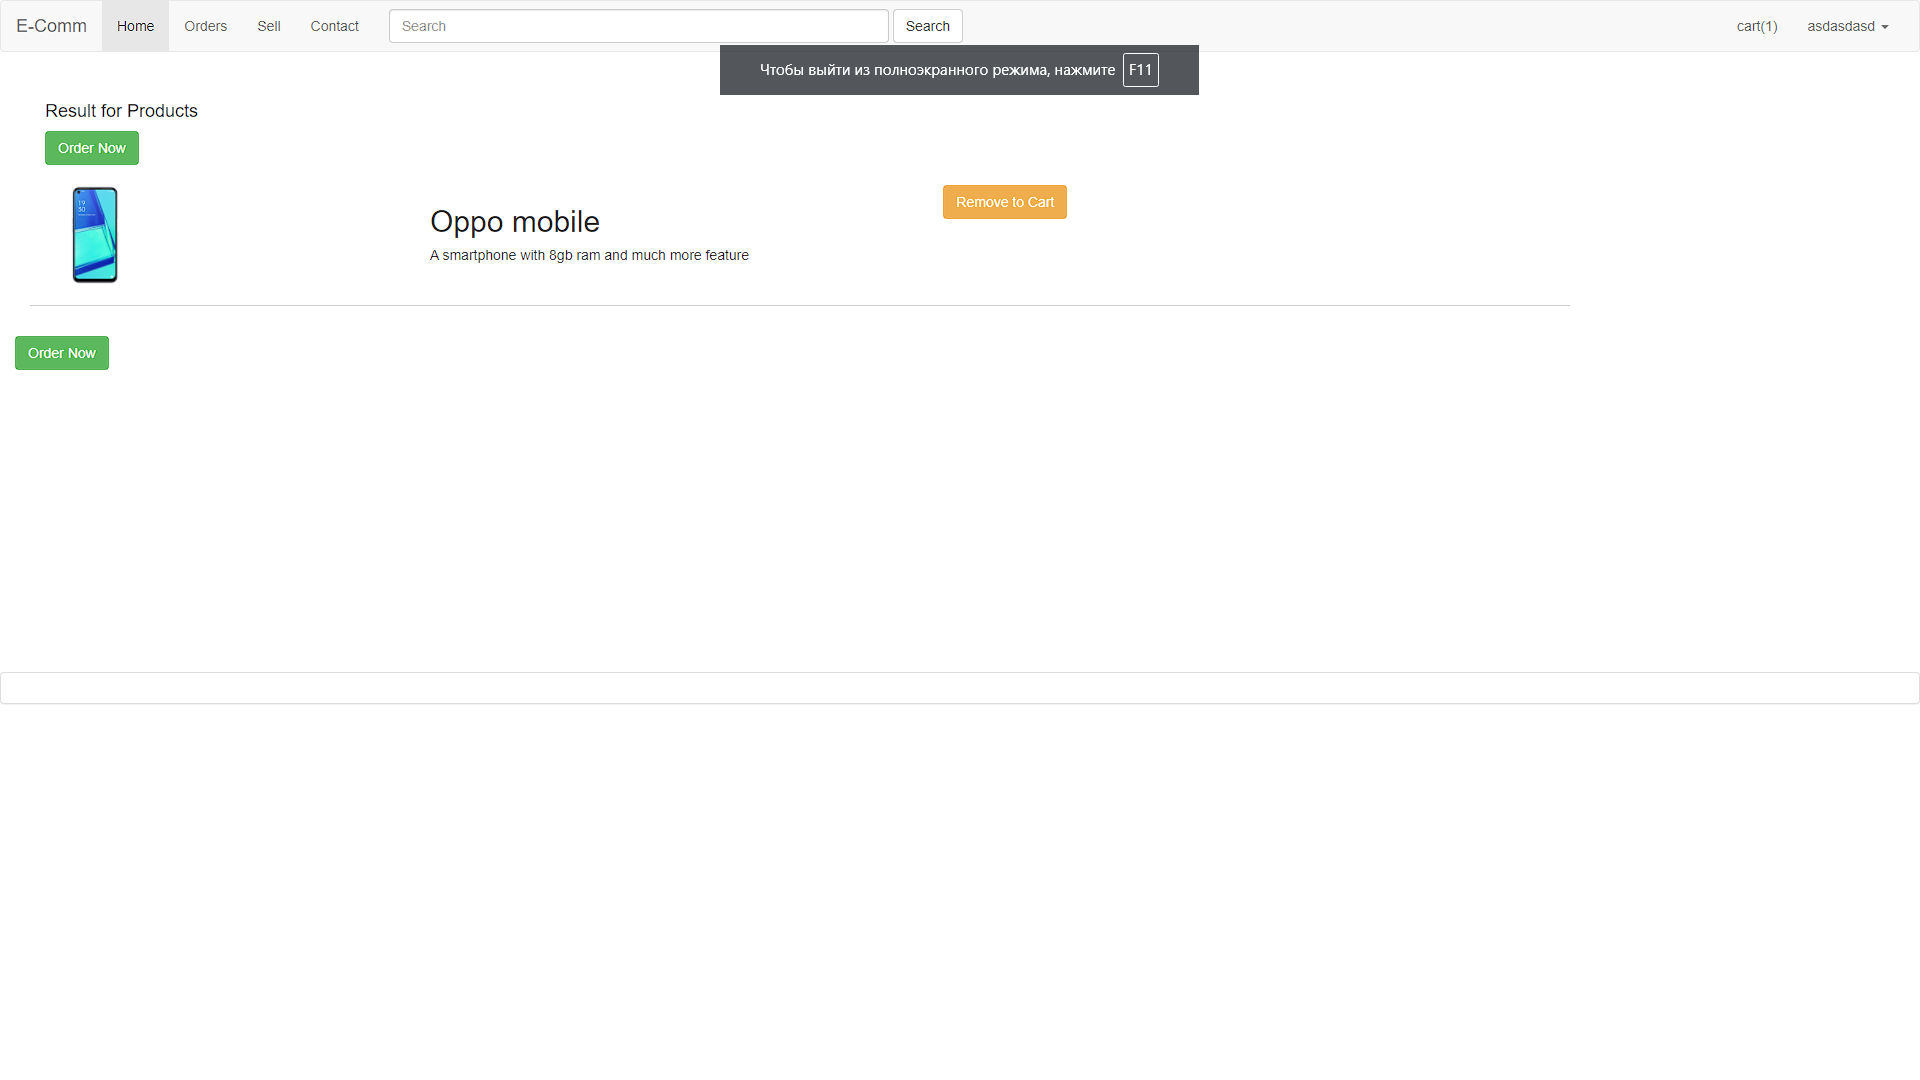 E-Comm Home Orders Sell Contact Search Search cart(1) asdasdasd
Чтобы выйти из полноэкранного режима, нажмите F11
Result for Products
Order Now
19
30
Oppo mobile
A smartphone with 8gb ram and much more feature
Remove to Cart
Order Now